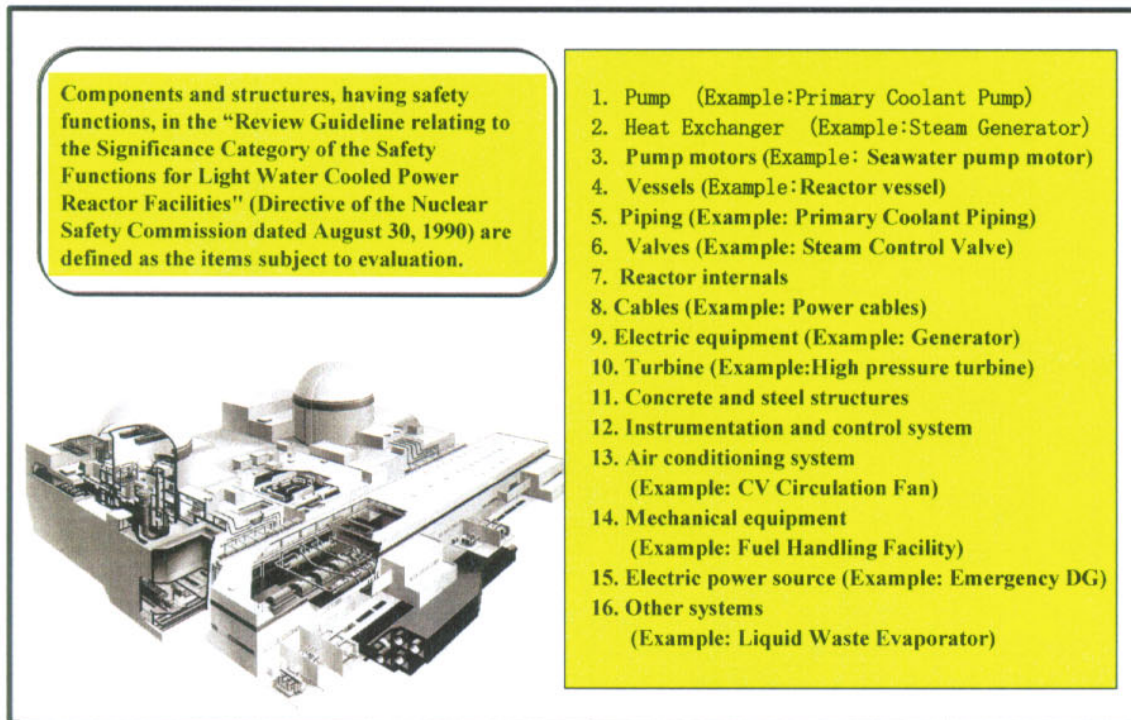 Components and structures, having safety
functions, in the “Review Guideline relating to
the Significance Category of the Safety
Functions for Light Water Cooled Power
Reactor Facilities" (Directive of the Nuclear
Safety Commission dated August 30, 1990) are
defined as the items subject to evaluation.
1. Pump (Example:Primary Coolant Pump)
2. Heat Exchanger (Example:Steam Generator)
3. Pump motors (Example: Seawater pump motor)
4. Vessels (Example:Reactor vessel)
5. Piping (Example: Primary Coolant Piping)
6. Valves (Example: Steam Control Valve)
7. Reactor internals
8. Cables (Example: Power cables)
9. Electric equipment (Example: Generator)
10. Turbine (Example:High pressure turbine)
11. Concrete and steel structures
12. Instrumentation and control system
13. Air conditioning system
(Example: CV Circulation Fan)
14. Mechanical equipment
(Example: Fuel Handling Facility)
15. Electric power source (Example: Emergency DG)
16. Other systems
(Example: Liquid Waste Evaporator)